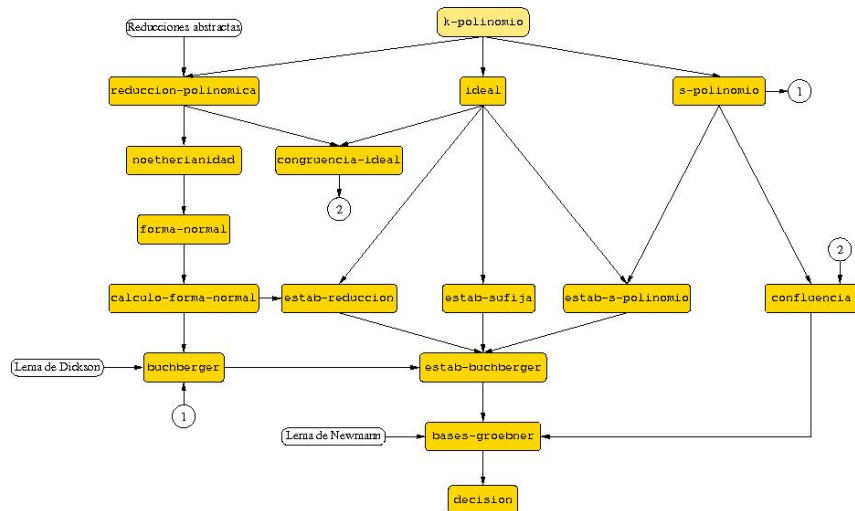 Reducciones abstractas
k-polinomio
reduccion-polinomica
ideal
s-polinomio
1
noetherianidad
congruencia-ideal
2
forma-normal
2
calculo-forma-normal
estab-reduccion
estab-sufija
estab-s-polinomio
confluencia
Lema de Dickson
buchberger
estab-buchberger
1
Lema de Newmann
bases-groebner
decision